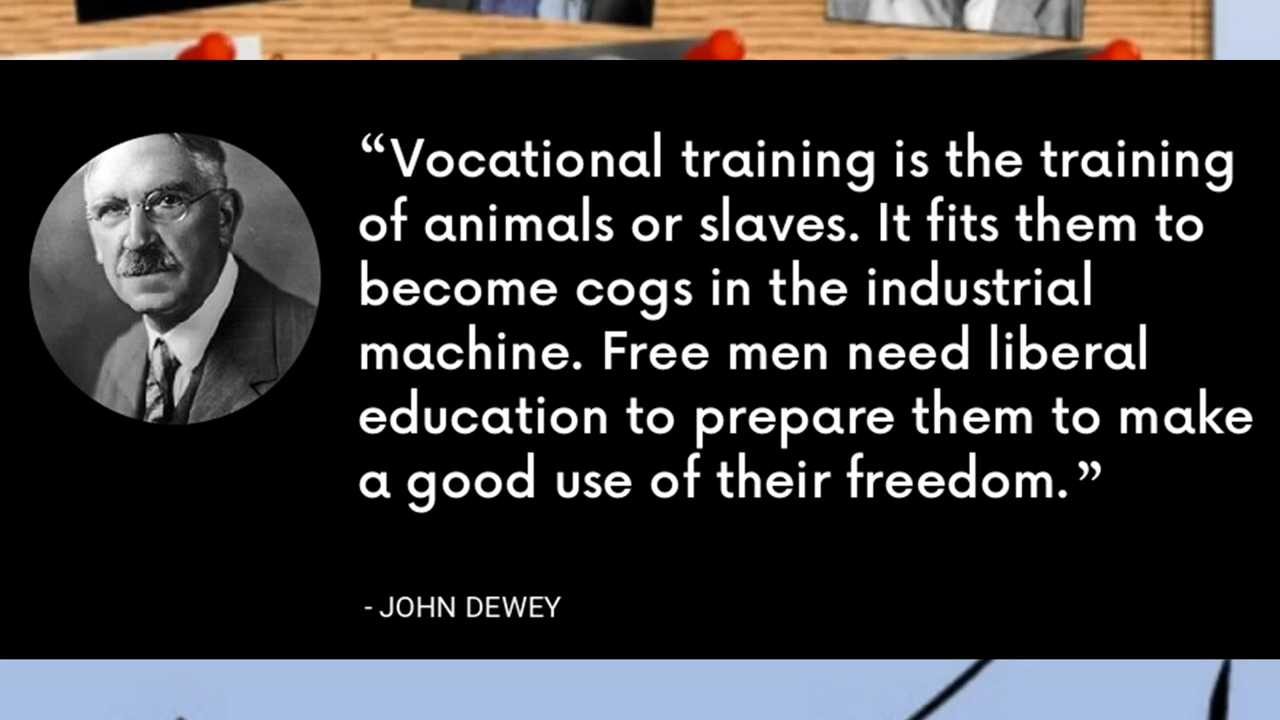 “Vocational training is the training
of animals or slaves. It fits them to
become cogs in the industrial
machine. Free men need liberal
education to prepare them to make
a good use of their freedom.”
- JOHN DEWEY